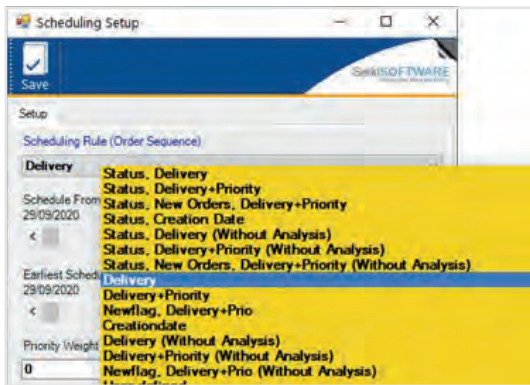 Scheduling Setup
Save
SeikiSOFTWARE
Setup
Scheduling Rule (Order Sequence)
Delivery
Status, Delivery
Status, Delivery+Priority
Schedule From
Status, New Orders, Delivery+Priority
29/09/2020
Status, Creation Date
<
Status, Delivery (Without Analysis)
Status, Delivery+Priority (Without Analysis)
Status, New Orders, Delivery+Priority (Without Analysis)
Earliest
Delivery
29/09/2020
Delivery+Priority
<
Newflag, Delivery+Prio
Creationdate
Priority Weight
Delivery (Without Analysis)
Delivery+Priority (Without Analysis)
0
Newflag, Delivery+Prio (Without Analysis)